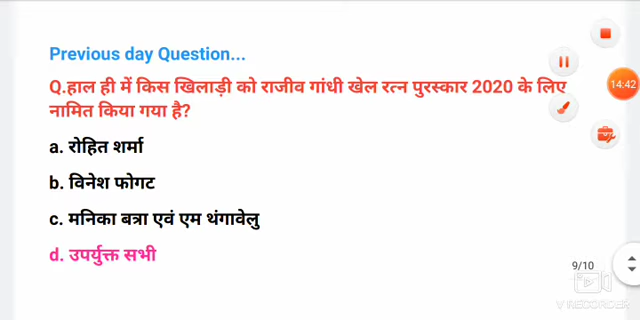 Previous day Question...
Q.हाल ही में किस खिलाड़ी को राजीव गांधी खेल रत्न पुरस्कार 2020 के लिए
नामित किया गया है?
a. रोहित शर्मा
b. विनेश फोगट
c. मनिका बत्रा एवं एम थंगावेलु
d. उपर्युक्त सभी
14:42
9/10
V RECORDER